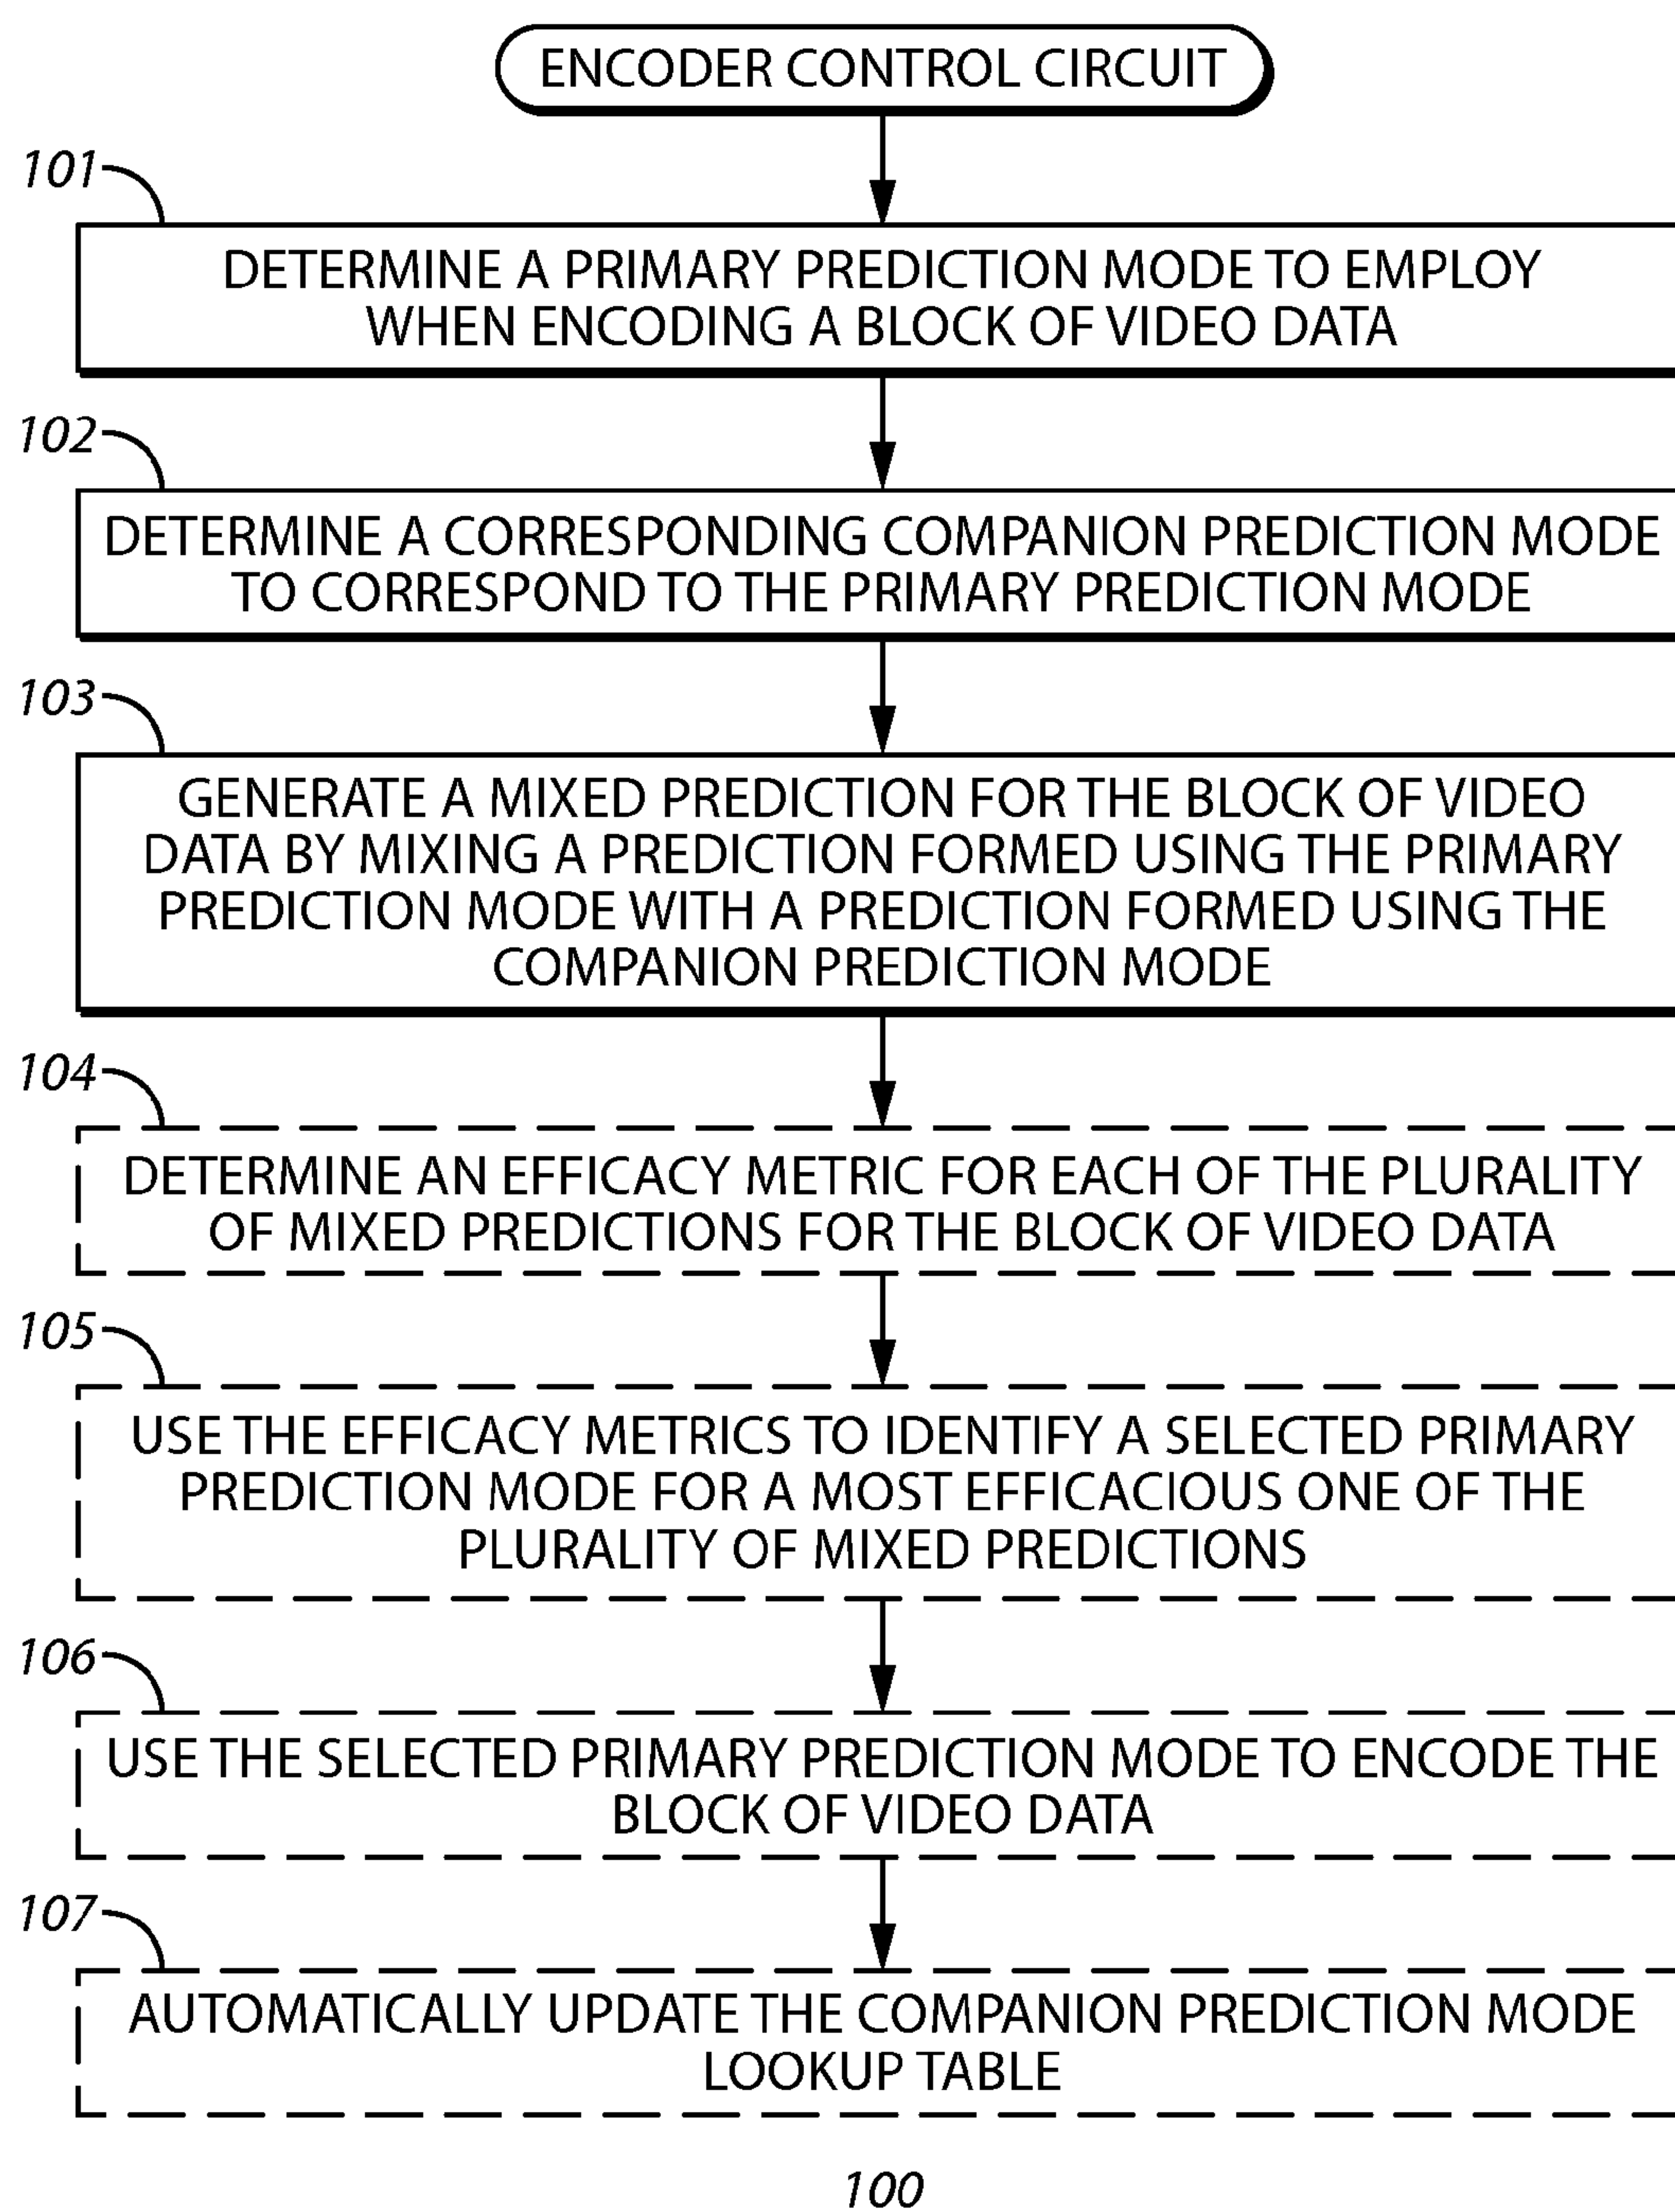 ENCODER CONTROL CIRCUIT
101
DETERMINE A PRIMARY PREDICTION MODE TO EMPLOY
WHEN ENCODING A BLOCK OF VIDEO DATA
102
DETERMINE A CORRESPONDING COMPANION PREDICTION MODE
TO CORRESPOND TO THE PRIMARY PREDICTION MODE
103
GENERATE A MIXED PREDICTION FOR THE BLOCK OF VIDEO
DATA BY MIXING A PREDICTION FORMED USING THE PRIMARY
PREDICTION MODE WITH A PREDICTION FORMED USING THE
COMPANION PREDICTION MODE
104
DETERMINE AN EFFICACY METRIC FOR EACH OF THE PLURALITY
OF MIXED PREDICTIONS FOR THE BLOCK OF VIDEO DATA
105
USE THE EFFICACY METRICS TO IDENTIFY A SELECTED PRIMARY
PREDICTION MODE FOR A MOST EFFICACIOUS ONE OF THE
PLURALITY OF MIXED PREDICTIONS
106
USE THE SELECTED PRIMARY PREDICTION MODE TO ENCODE THE
BLOCK OF VIDEO DATA
107
AUTOMATICALLY UPDATE THE COMPANION PREDICTION MODE
LOOKUP TABLE
100